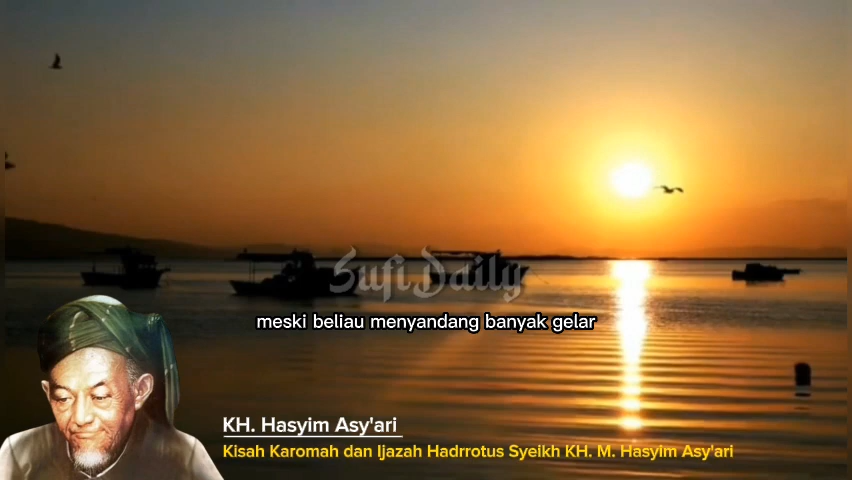 Sufi Daily
meski beliau menyandang banyak gelar
KH. Hasyim Asy'ari
Kisah Karomah dan Ijazah Hadrrotus Syeikh KH. M. Hasyim Asy'ari